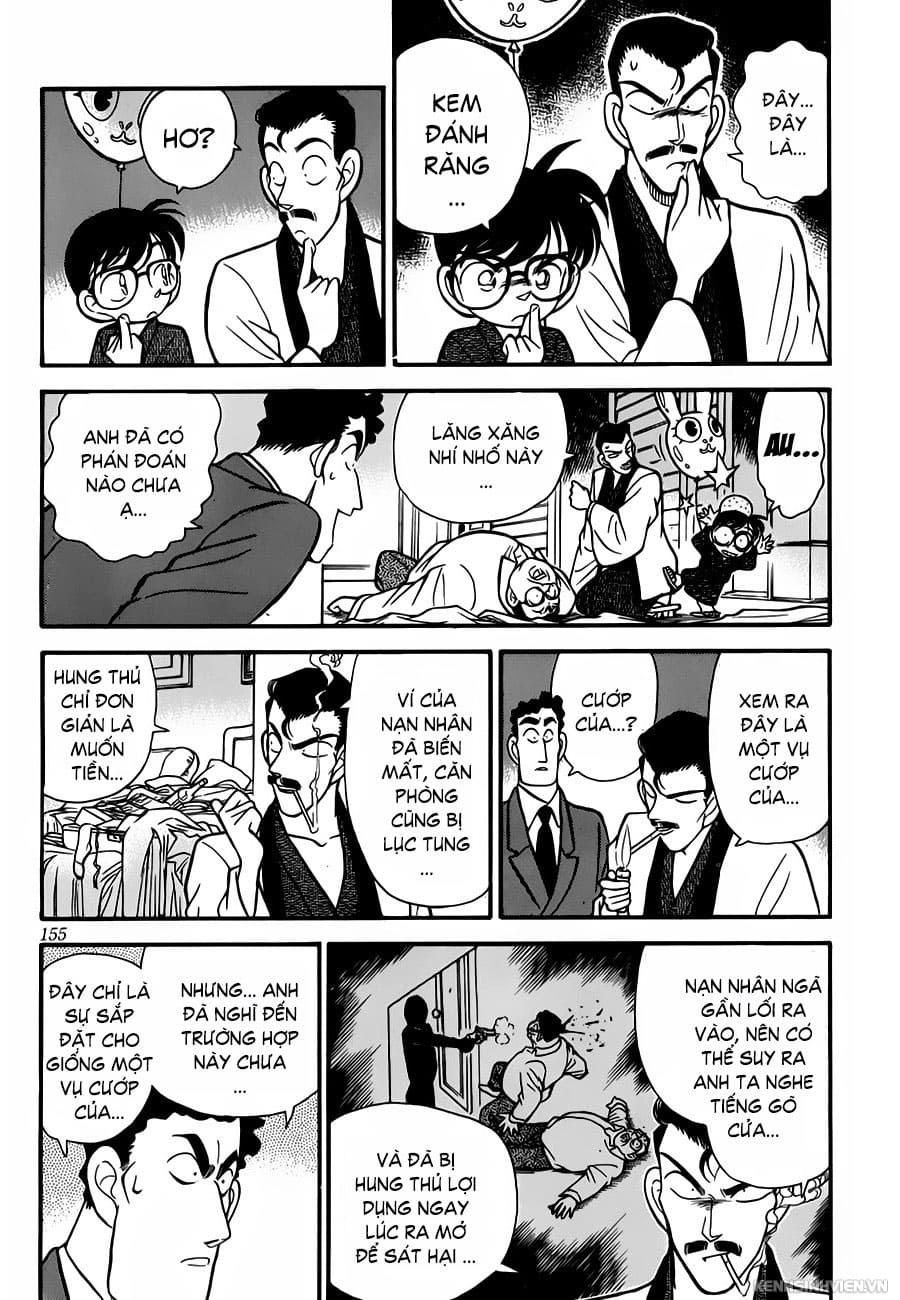 ĐÂY...
ĐÂY
LÀ...
KEM
ĐÁNH
RĂNG
...
HƠ?
AU...
LĂNG XĂNG
NHÍ NHỐ NÀY
...
ANH ĐÃ CÓ
PHÁN ĐOÁN
NÀO CHƯA
Ạ...
XEM RA
ĐÂY LÀ
MỘT VỤ
CƯỚP
CỦA...
CƯỚP
CỦA...?
VÍ CỦA
NẠN NHÂN
ĐÃ BIẾN
MẤT, CĂN
PHÒNG
CŨNG BỊ
LỤC TUNG
...
HUNG THỦ
CHỈ ĐƠN
GIẢN LÀ
MUỐN
TIỀN...
NẠN NHÂN NGÃ
GẦN LỐI RA
VÀO, NÊN CÓ
THỂ SUY RA
ANH TA NGHE
TIẾNG GÕ
CỬA...
VÀ ĐÃ BỊ
HUNG THỦ LỢI
DỤNG NGAY
LÚC RA MỚ
ĐỂ SÁT HẠI ...
NHƯNG... ANH
ĐÃ NGHĨ ĐẾN
TRƯỜNG HỢP
NÀY CHƯA
...
ĐÂY CHỈ LÀ
SỰ SẮP
ĐẶT CHO
GIỐNG MỘT
VỤ CƯỚP
CỦA...
155
KENHSINHVIEN.VN